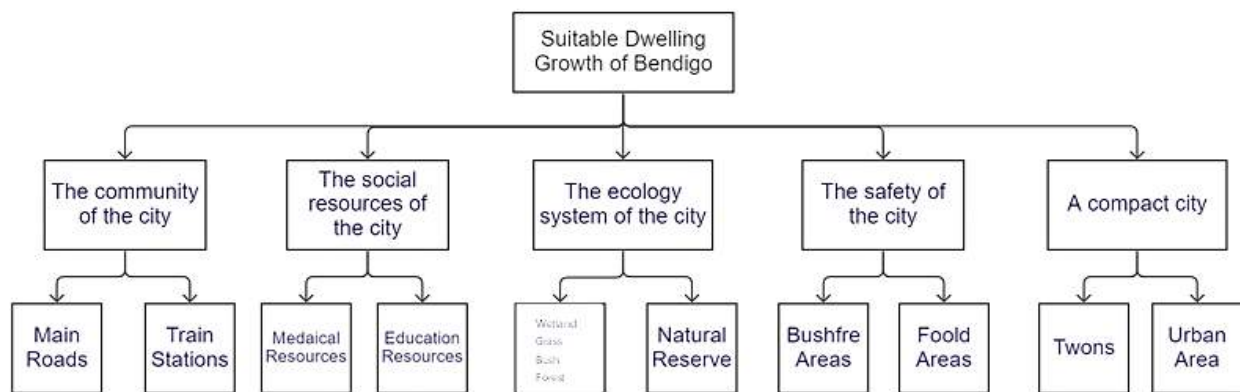 Suitable Dwelling
Growth of Bendigo
The community
of the city
The social
resources of
the city
The ecology
system of the city
The safety of
the city
A compact city
Main
Roads
Train
Stations
Medaical
Resources
Education
Resources
Wetland
Grass
Bush
Forest
Natural
Reserve
Bushfre
Areas
Foold
Areas
Twons
Urban
Area